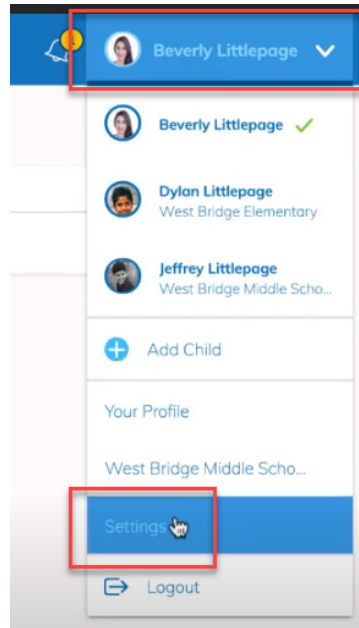 Beverly Littlepage
Beverly Littlepage
Dylan Littlepage
West Bridge Elementary
Jeffrey Littlepage
West Bridge Middle Scho...
Add Child
Your Profile
West Bridge Middle Scho...
Settings
Logout